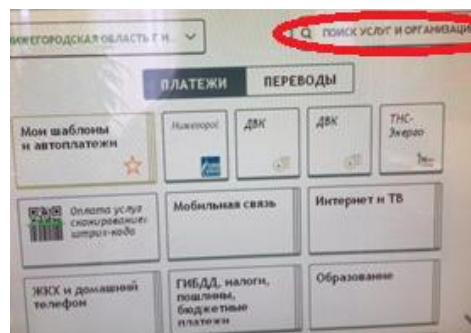 НИЖЕГОРОДСКАЯ ОБЛАСТЬ Г Н...
ПОИСК УСЛУГ И ОРГАНИЗАЦИ
ПЛАТЕЖИ
ПЕРЕВОДЫ
Мои шаблоны
и автоплатежи
ДВК
ДВК
ТНС-
Энерго
Оплата услуг
сканированием
штрих-кода
Мобильная связь
Интернет и ТВ
ЖКХ и домашний
телефон
ГИБДД, налоги,
пошлины,
бюджетные
платежи
Образование